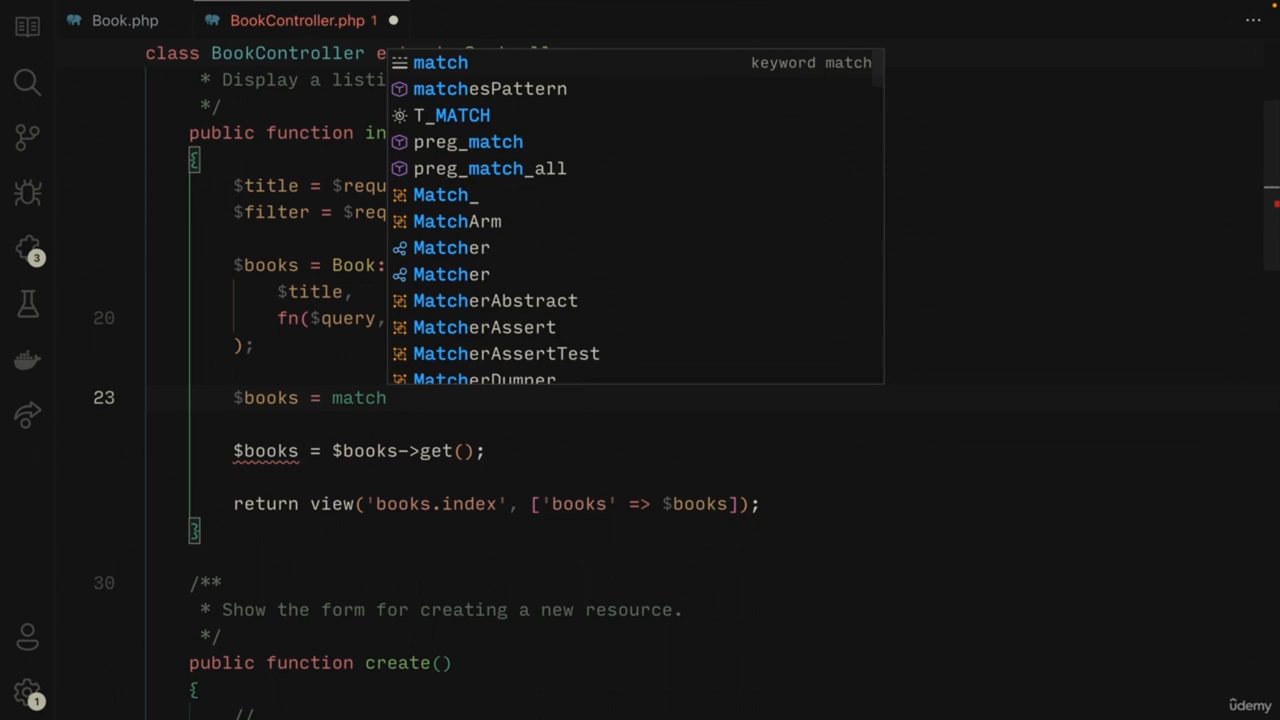 Book.php
BookController.php 1
class BookController e
* Display a listi
*/
public function in
{
$title = $requ
$filter = $req
$books = Book:
$title,
20 fn($query,
);
23 $books = match
$books = $books->get();
return view('books.index', ['books' => $books]);
}
30 /**
* Show the form for creating a new resource.
*/
public function create()
{
//
match keyword match
matchesPattern
T_MATCH
preg_match
preg_match_all
Match_
MatchArm
Matcher
Matcher
MatcherAbstract
MatcherAssert
MatcherAssertTest
MatcherDumper
3
1
ûdemy